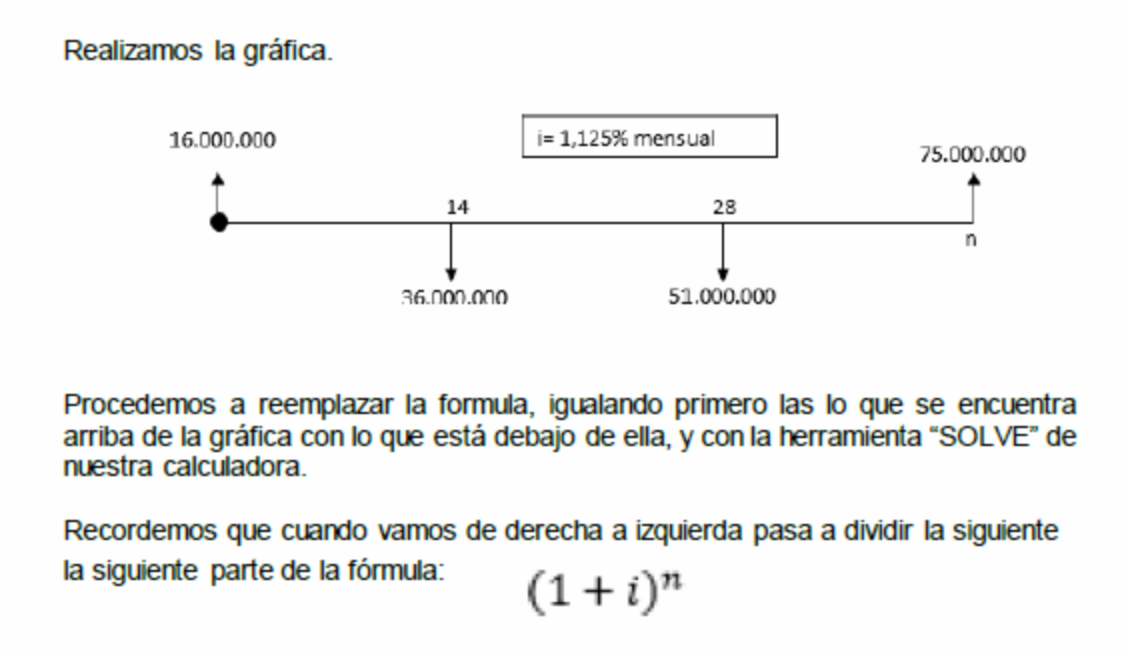 Realizamos la gráfica.
16.000.000
i= 1,125% mensual
75.000.000
14
28
n
36.000.000
51.000.000
Procedemos a reemplazar la formula, igualando primero las lo que se encuentra
arriba de la gráfica con lo que está debajo de ella, y con la herramienta “SOLVE” de
nuestra calculadora.
Recordemos que cuando vamos de derecha a izquierda pasa a dividir la siguiente
la siguiente parte de la fórmula:
(1 + i)ⁿ